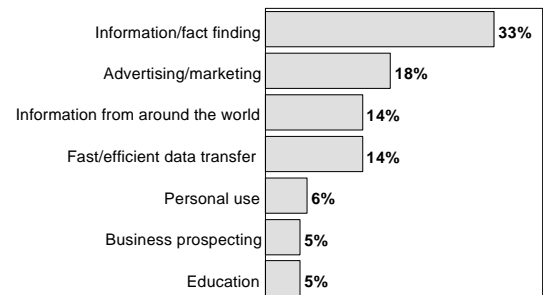 Information/fact finding 33%
Advertising/marketing 18%
Information from around the world 14%
Fast/efficient data transfer 14%
Personal use 6%
Business prospecting 5%
Education 5%